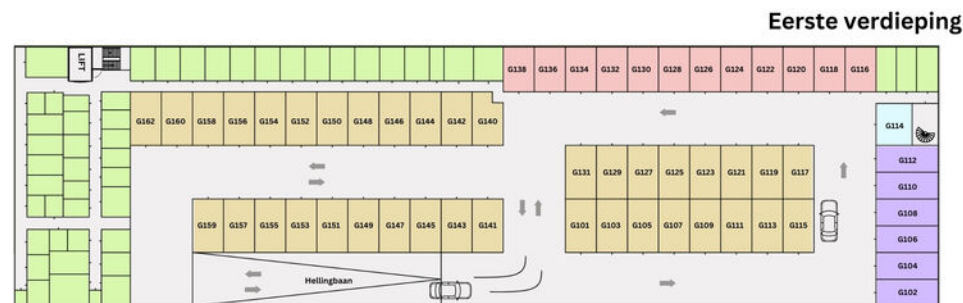 Eerste verdieping
LIFT
G138 G136 G134 G132 G130 G128 G126 G124 G122 G120 G118 G116
G162 G160 G158 G156 G154 G152 G150 G148 G146 G144 G142 G140
G114
G112
G131 G129 G127 G125 G123 G121 G119 G117
G110
G108
G159 G157 G155 G153 G151 G149 G147 G145 G143 G141
G101 G103 G105 G107 G109 G111 G113 G115
G106
G104
Hellingbaan
G102